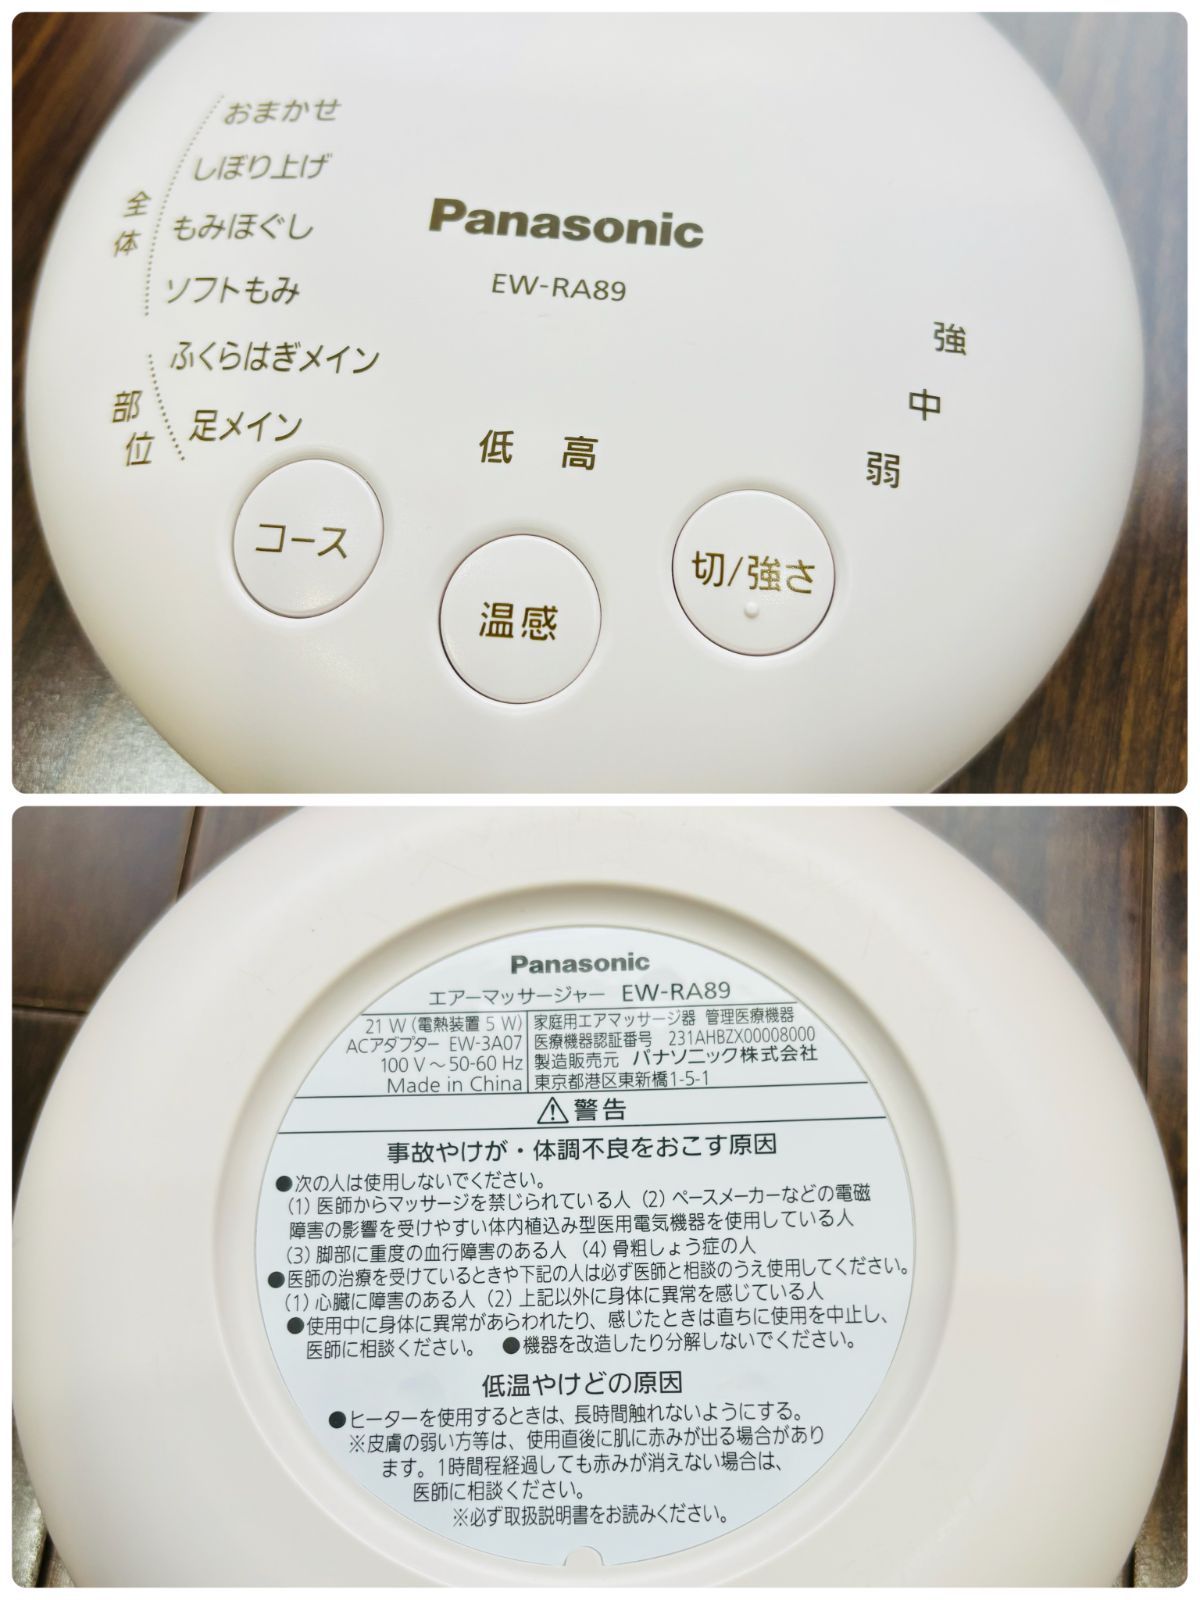 おまかせ
しぼり上げ
もみほぐし
ソフトもみ
全体
ふくらはぎメイン
足メイン
部位
Panasonic
EW-RA89
強
中
弱
低 高
コース
温感
切/強さ
Panasonic
エアーマッサージャー EW-RA89
21 W (電熱装置 5 W)
ACアダプター EW-3A07
100 V～50-60 Hz
Made in China
家庭用エアマッサージ器 管理医療機器
医療機器認証番号 231AHBZX00008000
製造販売元 パナソニック株式会社
東京都港区東新橋1-5-1
⚠警告
事故やけが・体調不良をおこす原因
●次の人は使用しないでください。
(1) 医師からマッサージを禁じられている人 (2) ペースメーカーなどの電磁
障害の影響を受けやすい体内植込み型医用電気機器を使用している人
(3) 脚部に重度の血行障害のある人 (4) 骨粗しょう症の人
●医師の治療を受けているときや下記の人は必ず医師と相談のうえ使用してください。
(1) 心臓に障害のある人 (2) 上記以外に身体に異常を感じている人
●使用中に身体に異常があらわれたり、感じたときは直ちに使用を中止し、
医師に相談ください。 ●機器を改造したり分解しないでください。
低温やけどの原因
●ヒーターを使用するときは、長時間触れないようにする。
※皮膚の弱い方等は、使用直後に肌に赤みが出る場合があり
ます。1時間程経過しても赤みが消えない場合は、
医師に相談ください。
※必ず取扱説明書をお読みください。